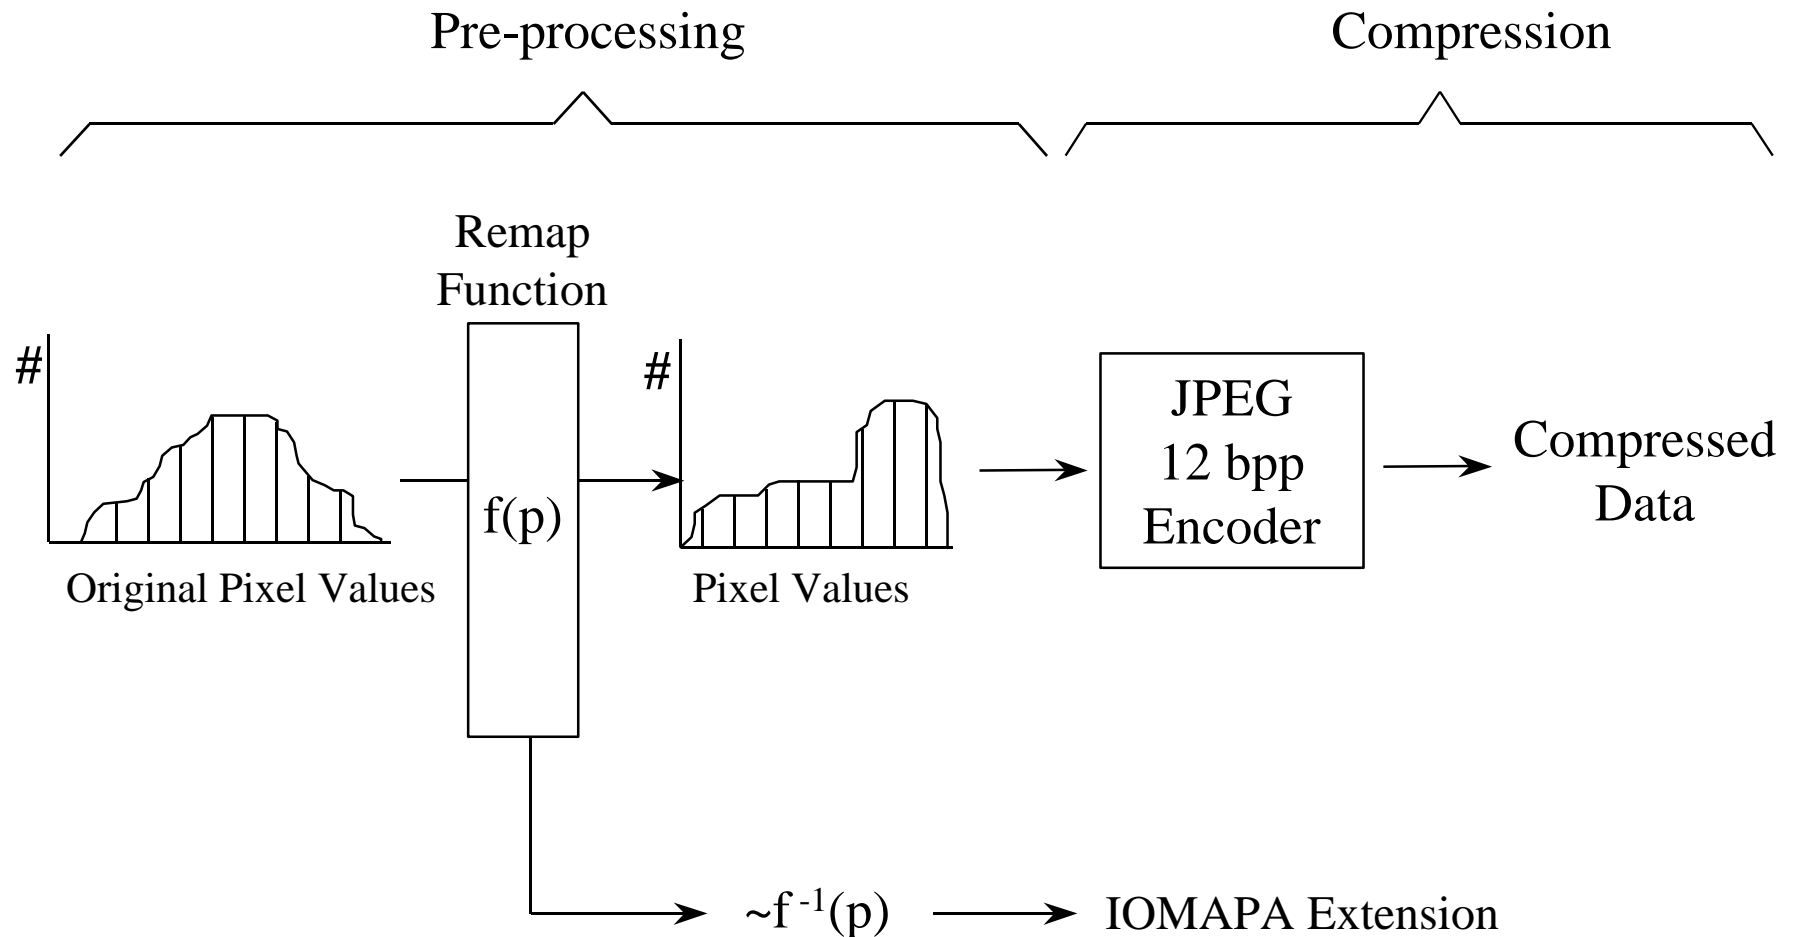 Pre-processing
Compression
Remap
Function
#
#
f(p)
JPEG
12 bpp
Encoder
Compressed
Data
Original Pixel Values
Pixel Values
~f -1(p)
IOMAPA Extension